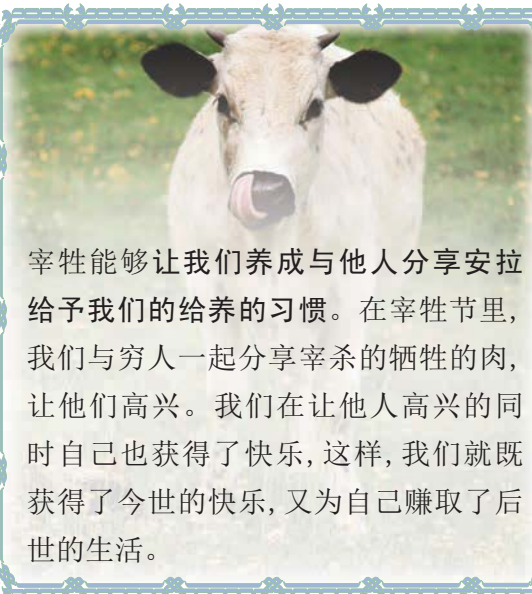 宰牲能够让我们养成与他人分享安拉
给予我们的给养的习惯。在宰牲节里,
我们与穷人一起分享宰杀的牺牲的肉,
让他们高兴。我们在让他人高兴的同
时自己也获得了快乐,这样,我们就既
获得了今世的快乐,又为自己赚取了后
世的生活。